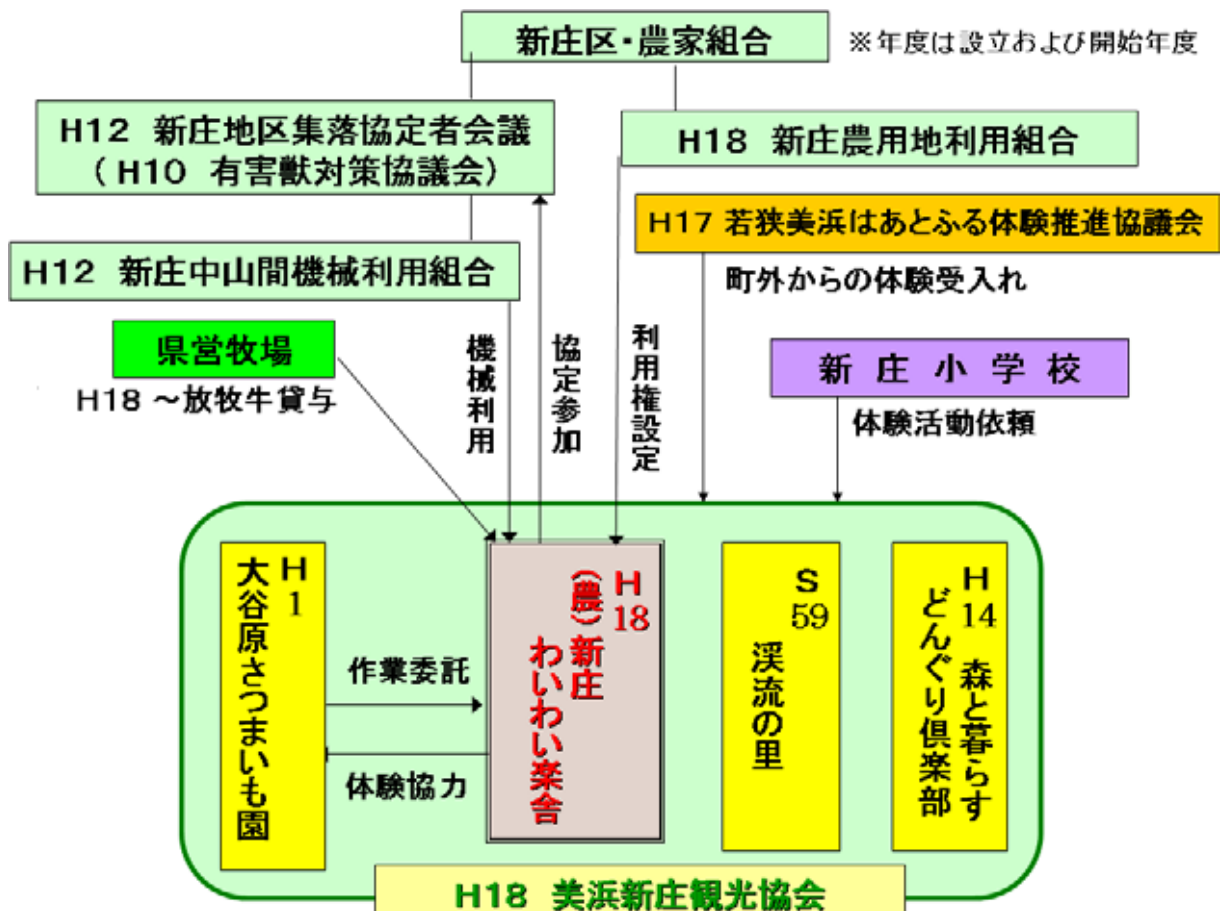 新庄区・農家組合
※年度は設立および開始年度
H12 新庄地区集落協定者会議
(H10 有害獣対策協議会)
H18 新庄農用地利用組合
H17 若狭美浜はあとふる体験推進協議会
H12 新庄中山間機械利用組合
町外からの体験受入れ
県営牧場
H18 ～放牧牛貸与
機械利用
協定参加
利用権設定
新庄小学校
体験活動依頼
H1
大谷原さつまいも園
作業委託
体験協力
H18
(農)新庄
わいわい楽舎
S59
渓流の里
H14 森と暮らす
どんぐり倶楽部
H18 美浜新庄観光協会